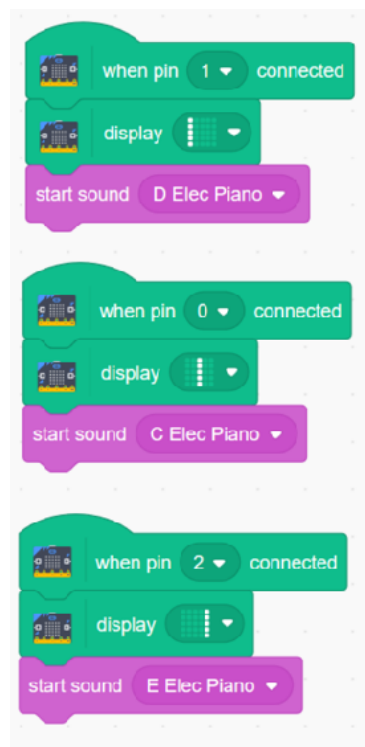 when pin 1 connected
display
start sound D Elec Piano
when pin 0 connected
display
start sound C Elec Piano
when pin 2 connected
display
start sound E Elec Piano